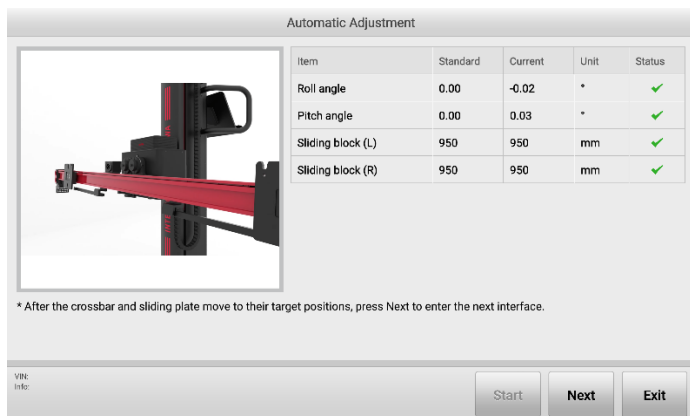 Automatic Adjustment
Item Standard Current Unit Status
Roll angle 0.00 -0.02 ° ✔
Pitch angle 0.00 0.03 ° ✔
Sliding block (L) 950 950 mm ✔
Sliding block (R) 950 950 mm ✔
* After the crossbar and sliding plate move to their target positions, press Next to enter the next interface.
VIN:
Info:
Start Next Exit